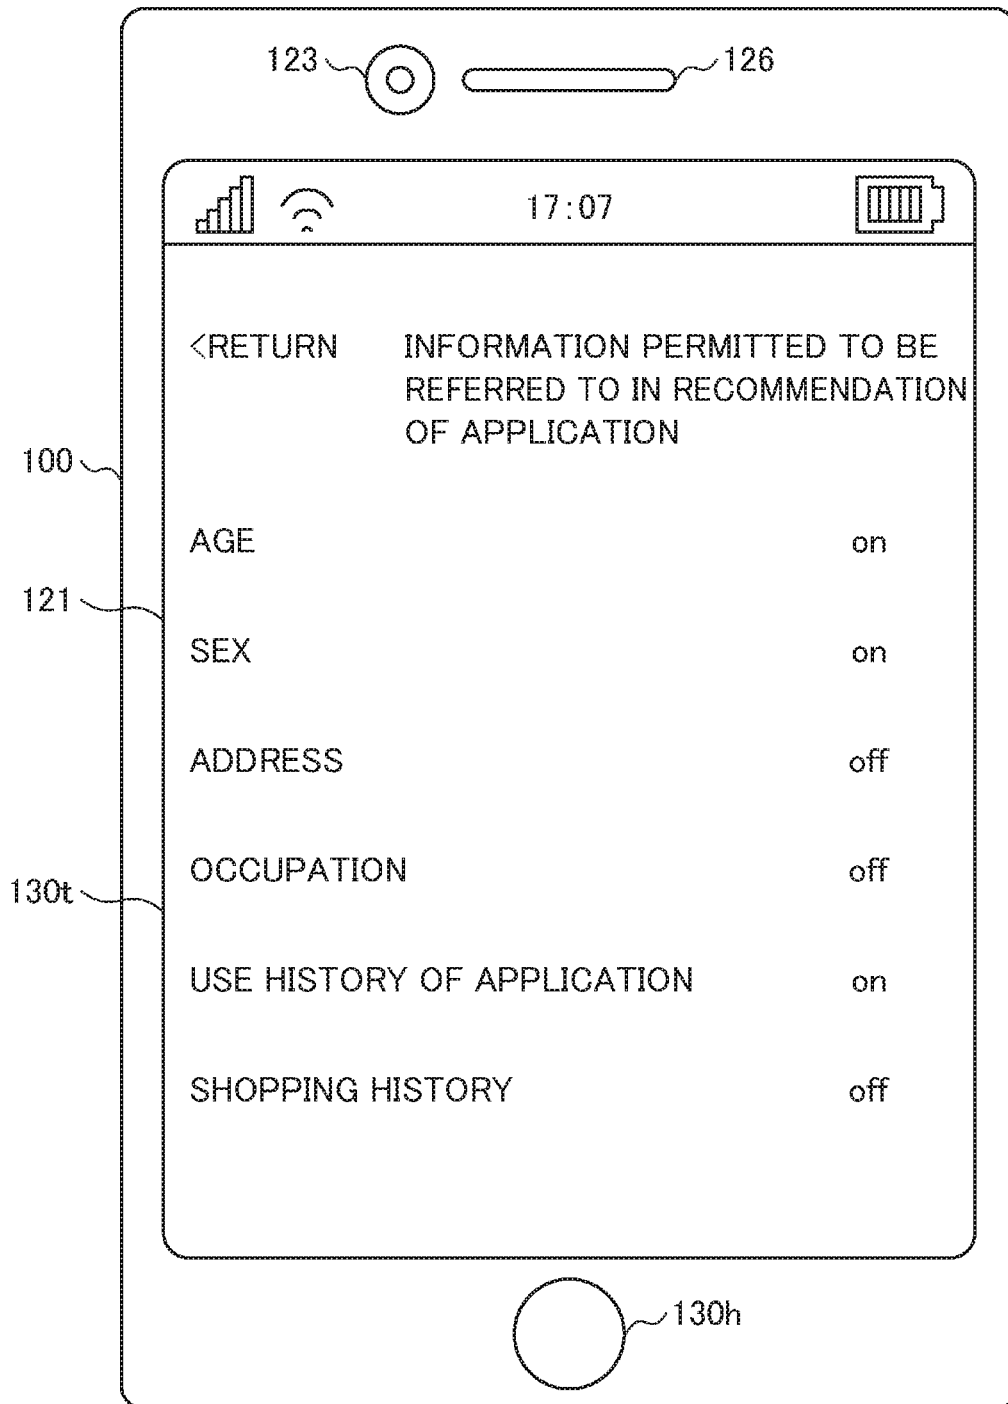 123
126
17:07
<RETURN INFORMATION PERMITTED TO BE
REFERRED TO IN RECOMMENDATION
OF APPLICATION
100
AGE on
121
SEX on
ADDRESS off
OCCUPATION off
130t
USE HISTORY OF APPLICATION on
SHOPPING HISTORY off
130h